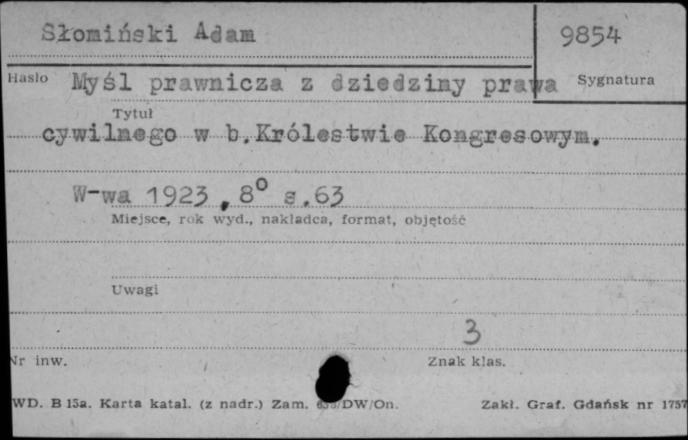 Słomiński Adam
9854
Hasło Myśl prawnicza z dziedziny prawa Sygnatura
Tytuł
cywilnego w b.Królestwie Kongresowym.
W-wa 1923, 8° s.63
Miejsce, rok wyd., nakładca, format, objętość
Uwagi
3
Nr inw. Znak klas.
WD. B 15a. Karta katal. (z nadr.) Zam. /DW/On. Zakł. Graf. Gdańsk nr 1757